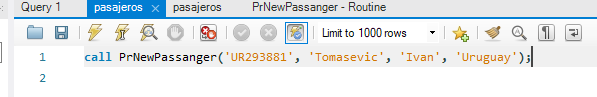 Query 1 pasajeros pasajeros PrNewPassanger - Routine
Limit to 1000 rows
1 call PrNewPassanger('UR293881', 'Tomasevic', 'Ivan', 'Uruguay');
2